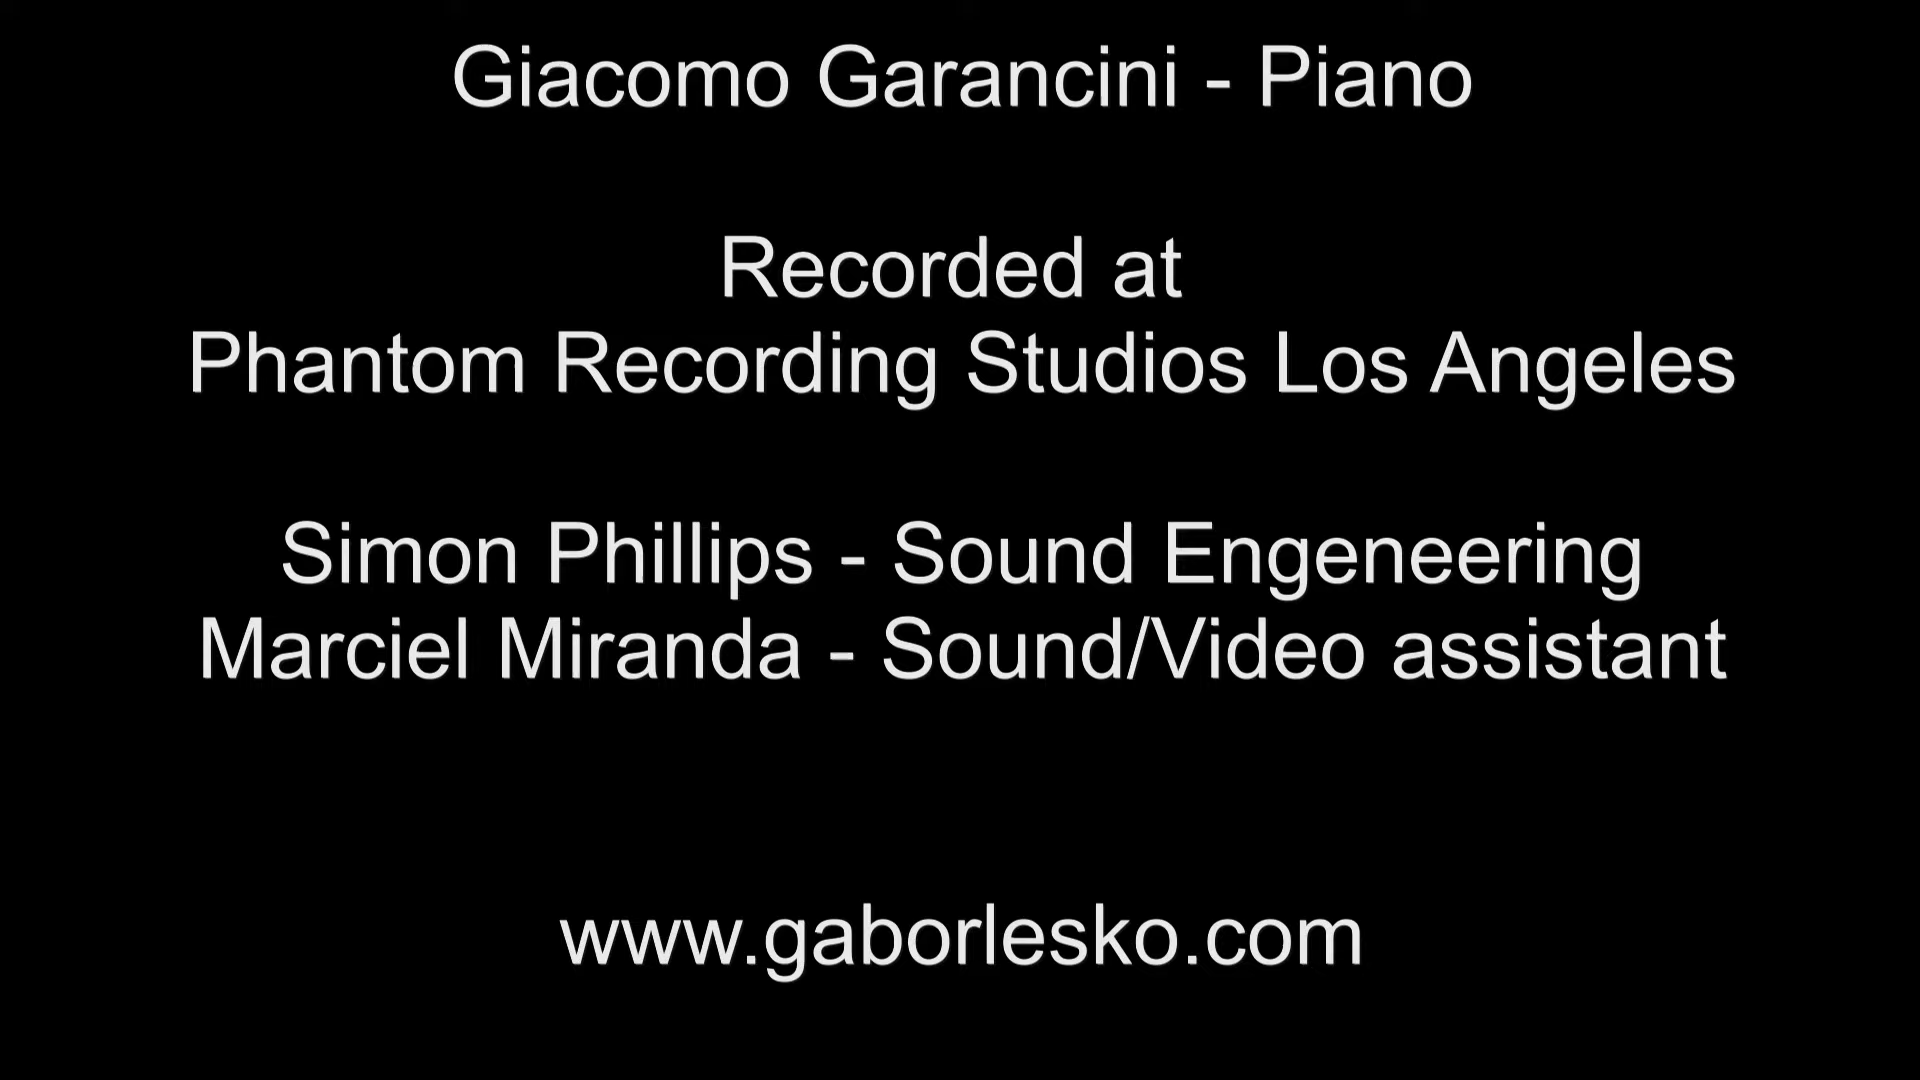 Giacomo Garancini - Piano
Recorded at
Phantom Recording Studios Los Angeles
Simon Phillips - Sound Engeneering
Marciel Miranda - Sound/Video assistant
www.gaborlesko.com